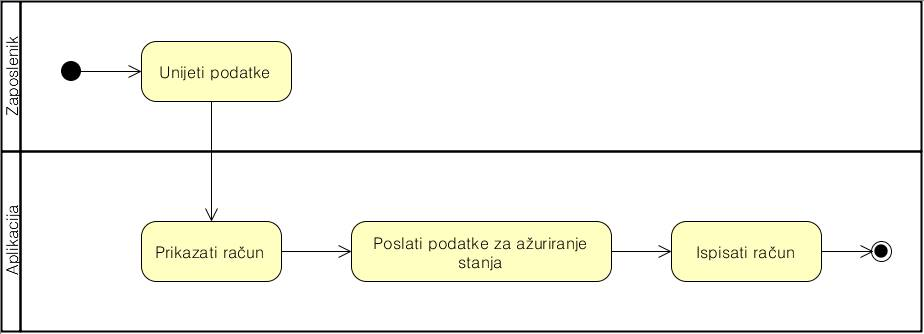 Zaposlenik
Unijeti podatke
Aplikacija
Prikazati račun
Poslati podatke za ažuriranje
stanja
Ispisati račun